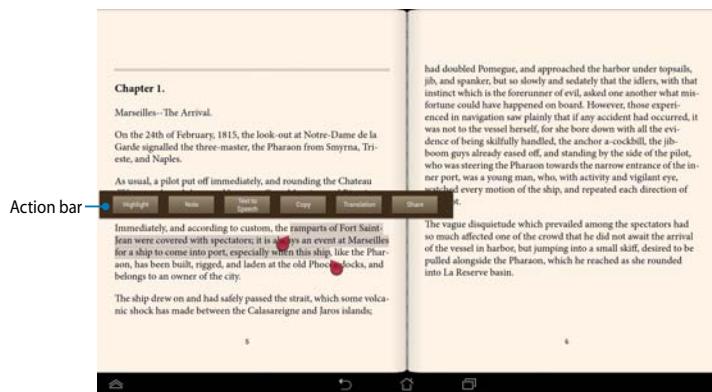 Chapter 1.
Marseilles--The Arrival.
On the 24th of February, 1815, the look-out at Notre-Dame de la
Garde signalled the three-master, the Pharaon from Smyrna, Tri-
este, and Naples.
As usual, a pilot put off immediately, and rounding the Chateau
Action bar
Highlight
Note
Text to
Speech
Copy
Translation
Share
Immediately, and according to custom, the ramparts of Fort Saint-
Jean were covered with spectators; it is always an event at Marseilles
for a ship to come into port, especially when this ship, like the Phar-
aon, has been built, rigged, and laden at the old Phocee docks, and
belongs to an owner of the city.
The ship drew on and had safely passed the strait, which some volca-
nic shock has made between the Calasareigne and Jaros islands;
5
had doubled Pomegue, and approached the harbor under topsails,
jib, and spanker, but so slowly and sedately that the idlers, with that
instinct which is the forerunner of evil, asked one another what mis-
fortune could have happened on board. However, those experi-
enced in navigation saw plainly that if any accident had occurred, it
was not to the vessel herself, for she bore down with all the evi-
dence of being skilfully handled, the anchor a-cockbill, the jib-
boom guys already eased off, and standing by the side of the pilot,
who was steering the Pharaon towards the narrow entrance of the in-
ner port, was a young man, who, with activity and vigilant eye,
watched every motion of the ship, and repeated each direction of
The vague disquietude which prevailed among the spectators had
so much affected one of the crowd that he did not await the arrival
of the vessel in harbor, but jumping into a small skiff, desired to be
pulled alongside the Pharaon, which he reached as she rounded
into La Reserve basin.
6